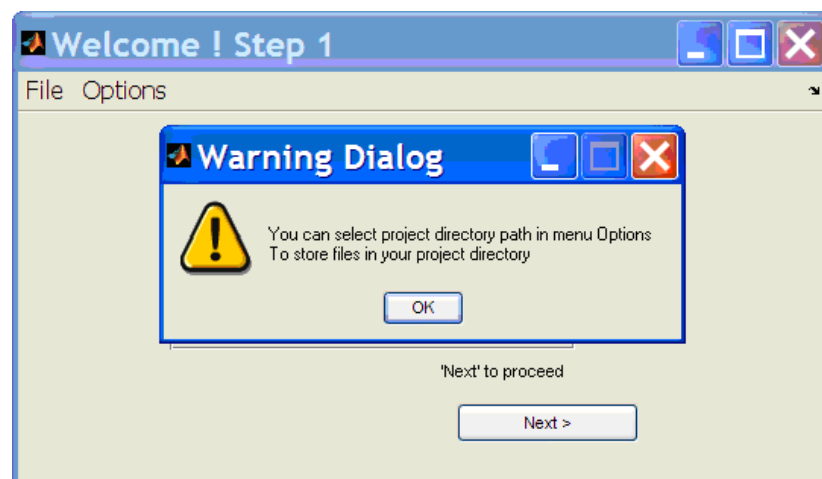 Welcome ! Step 1
File Options
Warning Dialog
You can select project directory path in menu Options
To store files in your project directory
OK
'Next' to proceed
Next >